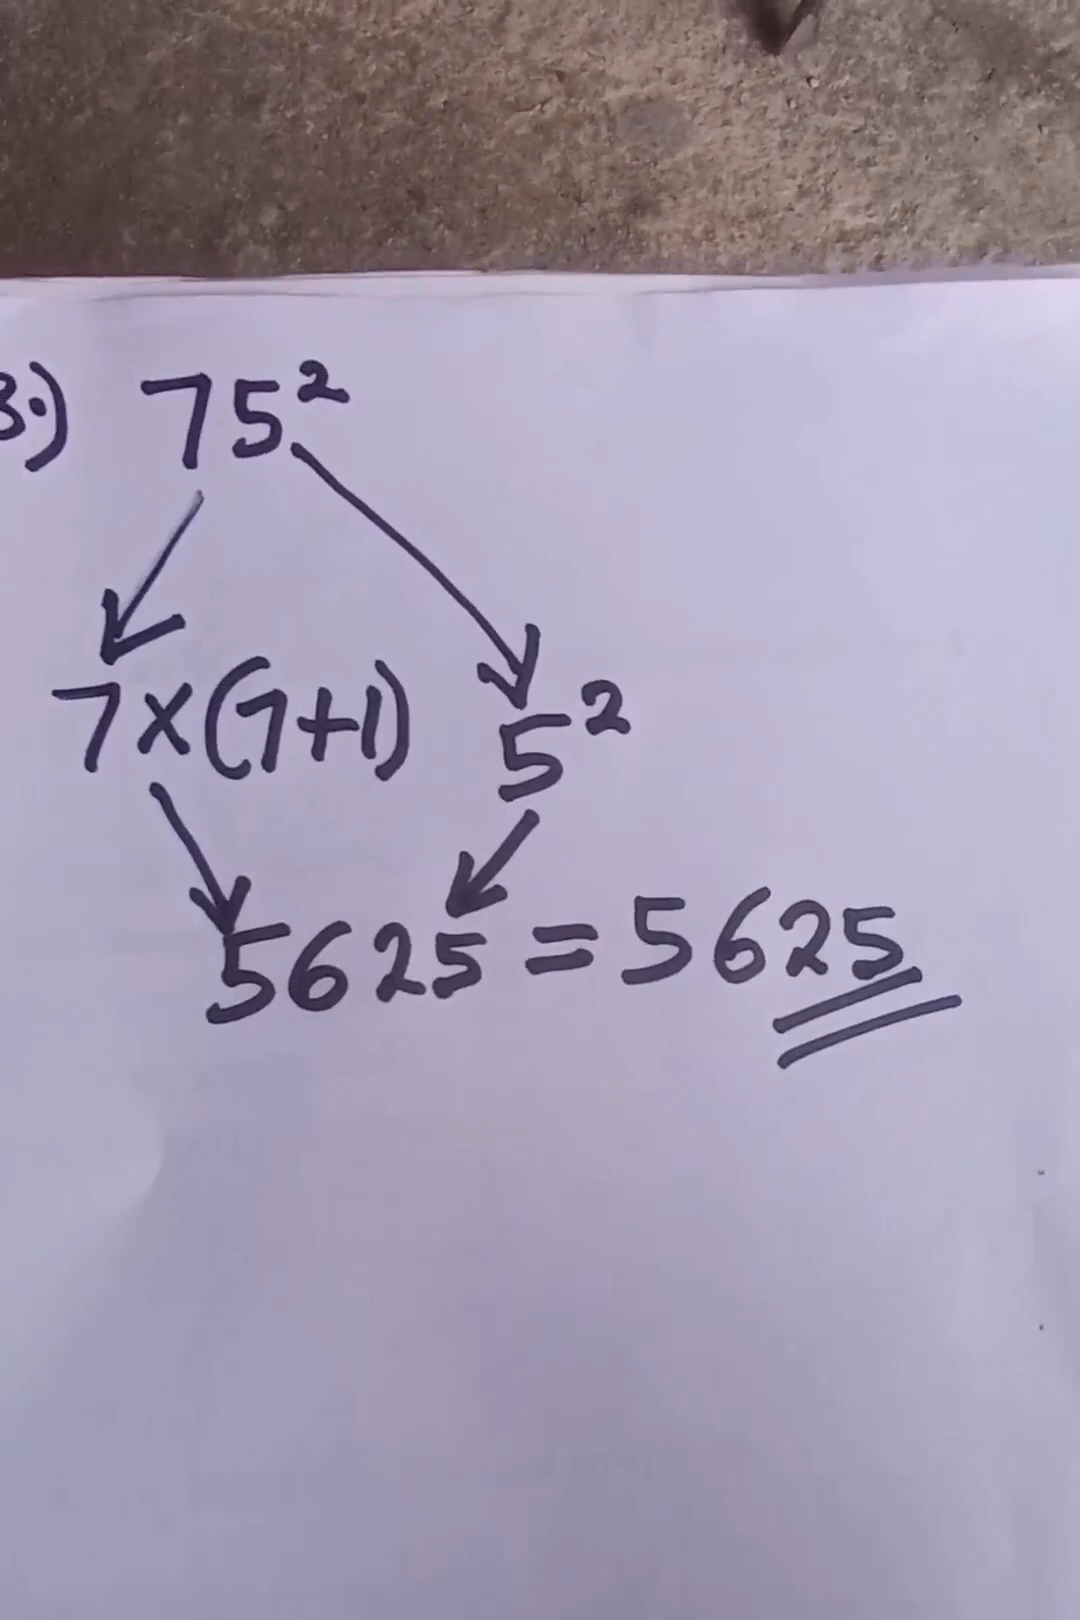 3.) 75²
7×(7+1) 5²
5625 = 5625